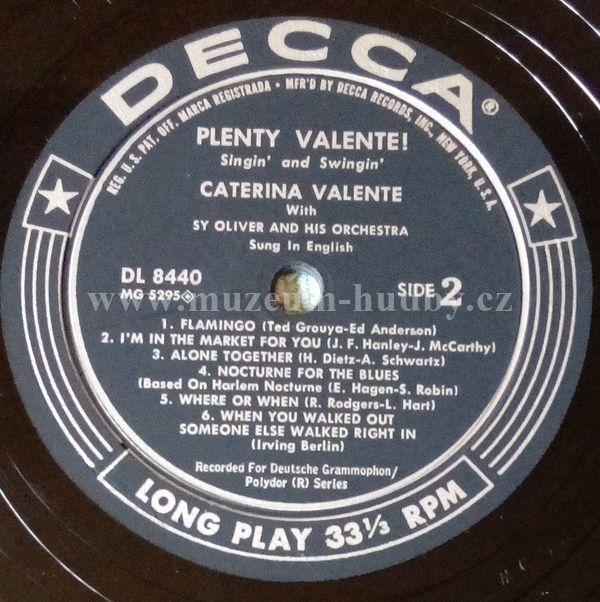 DECCA®
REG. U.S. PAT. OFF. MARCA REGISTRADA • MFR'D BY DECCA RECORDS, INC., NEW YORK, U.S.A.
PLENTY VALENTE!
Singin' and Swingin'
CATERINA VALENTE
With
SY OLIVER AND HIS ORCHESTRA
Sung In English
DL 8440
MG 5295
SIDE 2
www.muzeum-hudby.cz
1. FLAMINGO (Ted Grouya-Ed Anderson)
2. I'M IN THE MARKET FOR YOU (J. F. Hanley-J. McCarthy)
3. ALONE TOGETHER (H. Dietz-A. Schwartz)
4. NOCTURNE FOR THE BLUES
(Based On Harlem Nocturne (E. Hagen-S. Robin)
5. WHERE OR WHEN (R. Rodgers-L. Hart)
6. WHEN YOU WALKED OUT
SOMEONE ELSE WALKED RIGHT IN
(Irving Berlin)
Recorded For Deutsche Grammophon/
Polydor (R) Series
LONG PLAY 33⅓ RPM